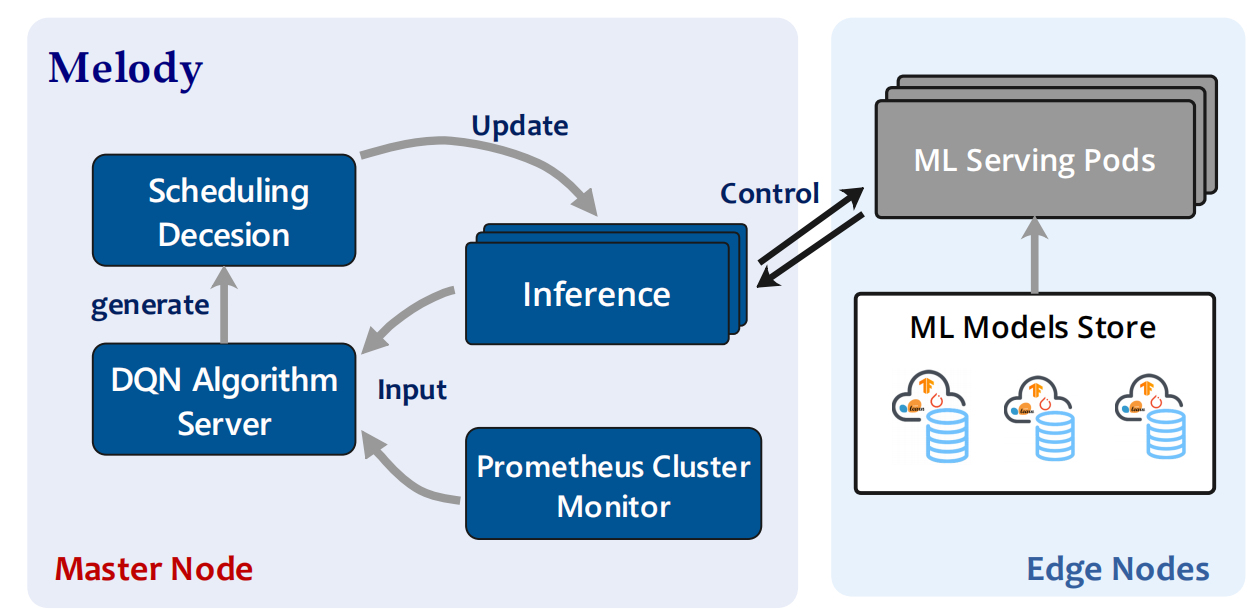 Melody
Update
Scheduling
Decesion
Control
ML Serving Pods
generate
Inference
DQN Algorithm
Server
Input
Prometheus Cluster
Monitor
ML Models Store
Master Node
Edge Nodes